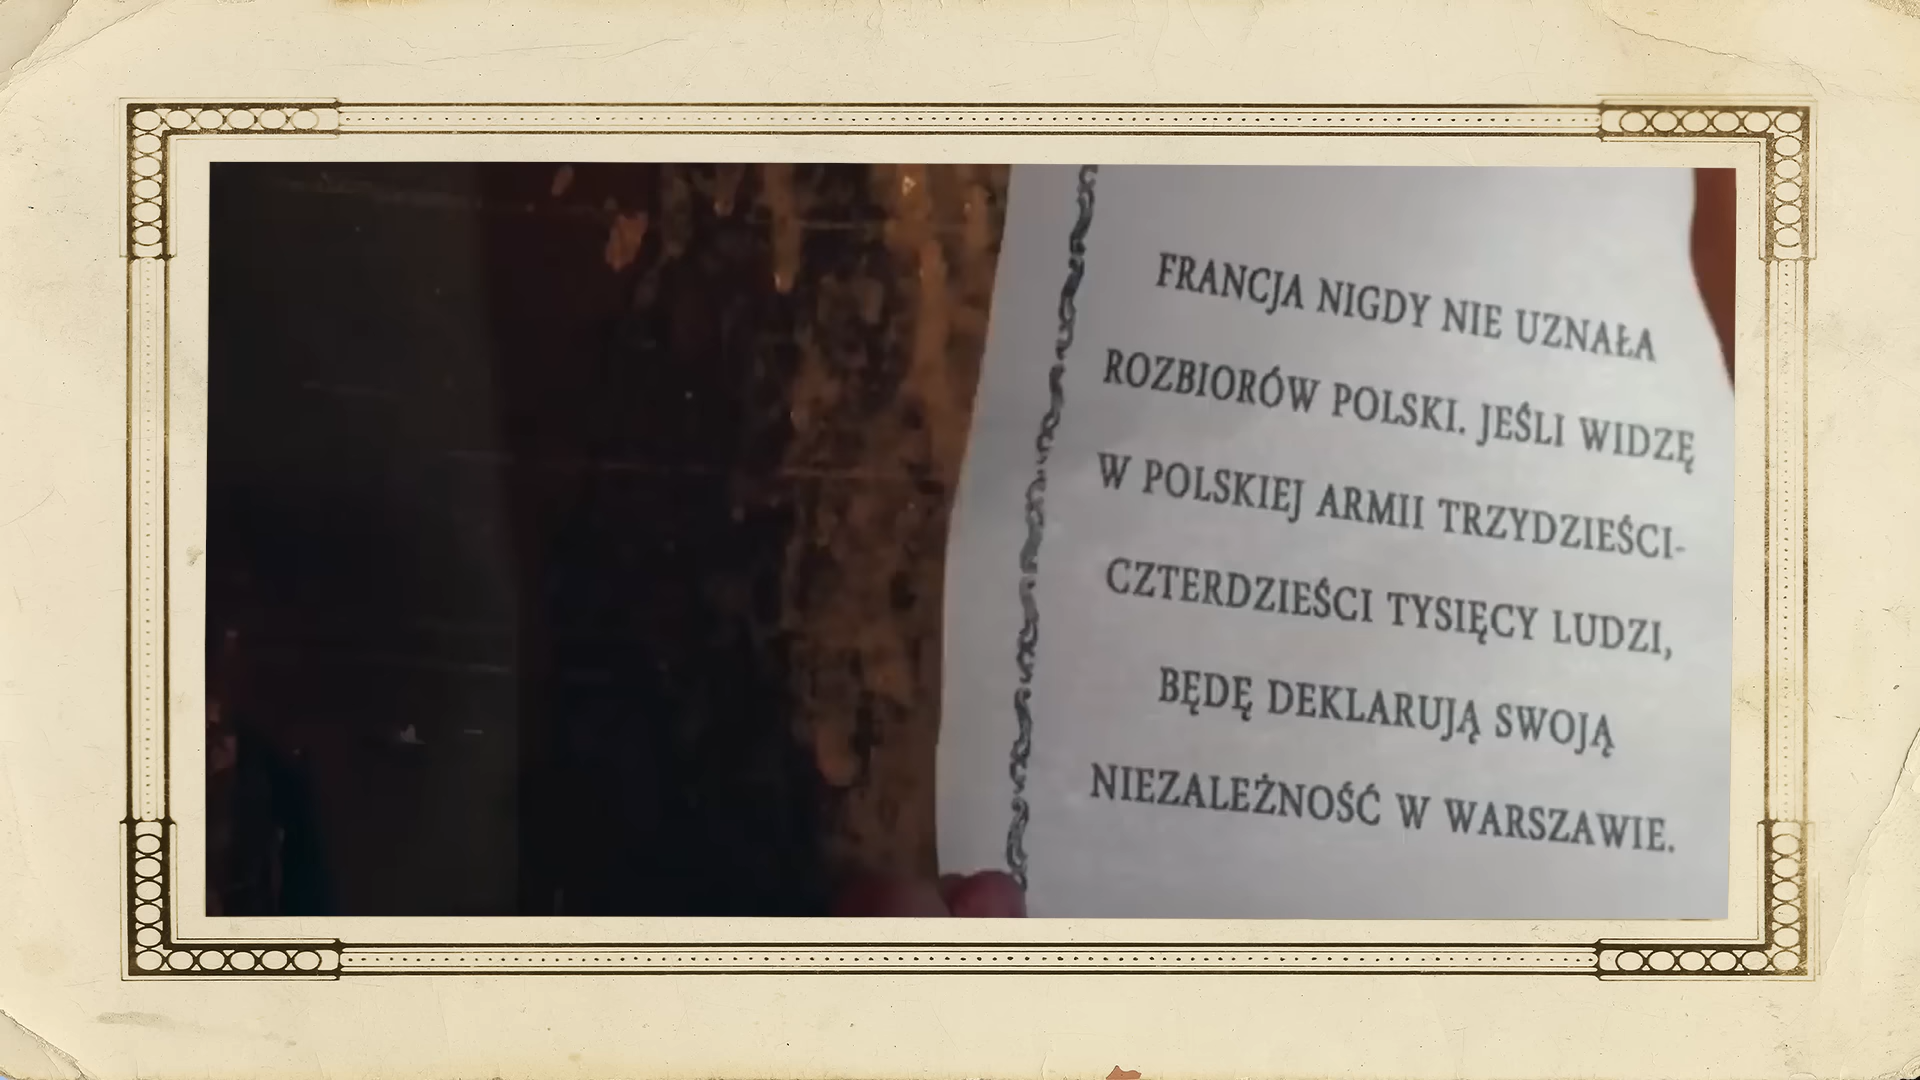 FRANCJA NIGDY NIE UZNAŁA
ROZBIORÓW POLSKI. JEŚLI WIDZĘ
W POLSKIEJ ARMII TRZYDZIEŚCI-
CZTERDZIEŚCI TYSIĘCY LUDZI,
BĘDĘ DEKLARUJĄ SWOJĄ
NIEZALEŻNOŚĆ W WARSZAWIE.